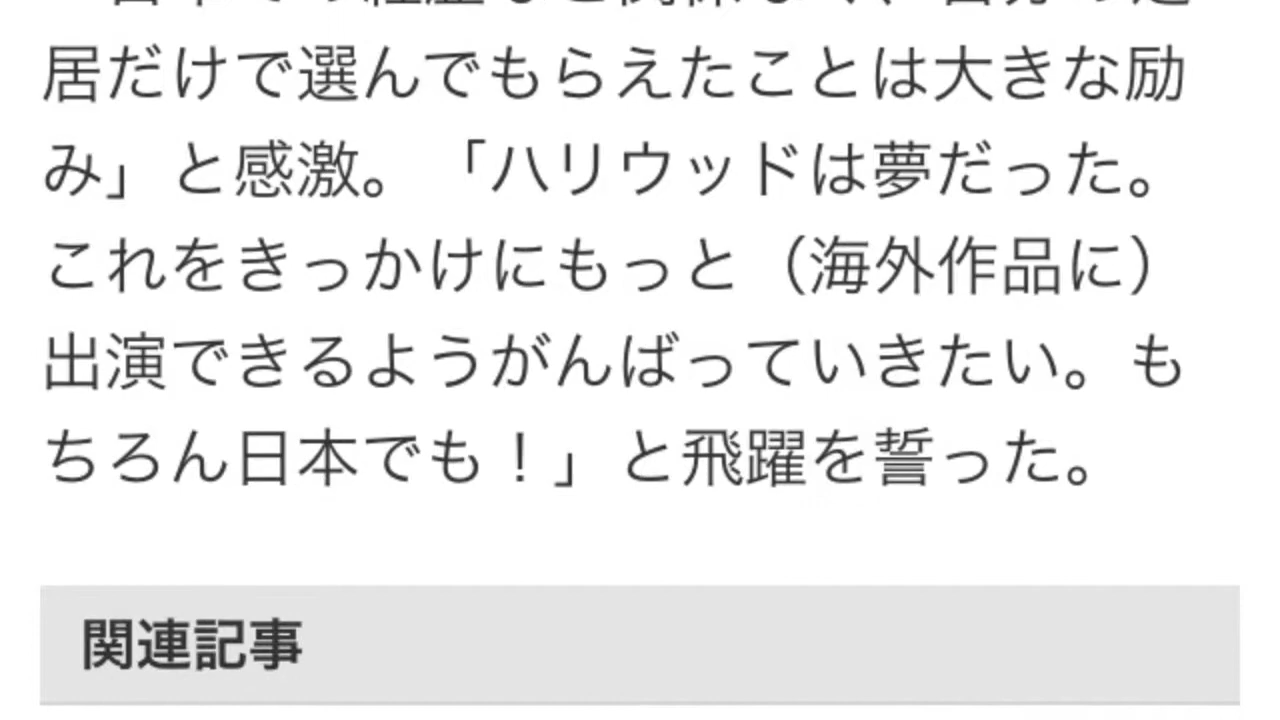 居だけで選んでもらえたことは大きな励
み」と感激。「ハリウッドは夢だった。
これをきっかけにもっと（海外作品に）
出演できるようがんばっていきたい。も
ちろん日本でも！」と飛躍を誓った。
関連記事